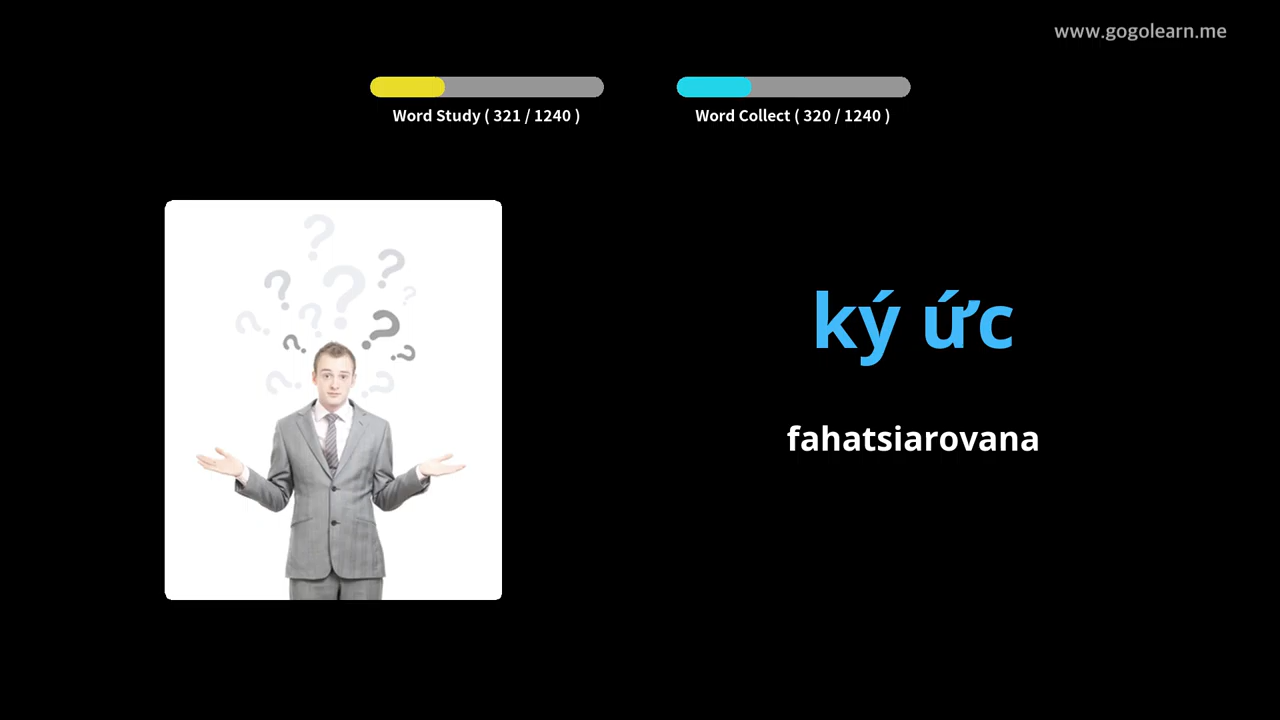 www.gogolearn.me
Word Study ( 321 / 1240 )
Word Collect ( 320 / 1240 )
ký ức
fahatsiarovana